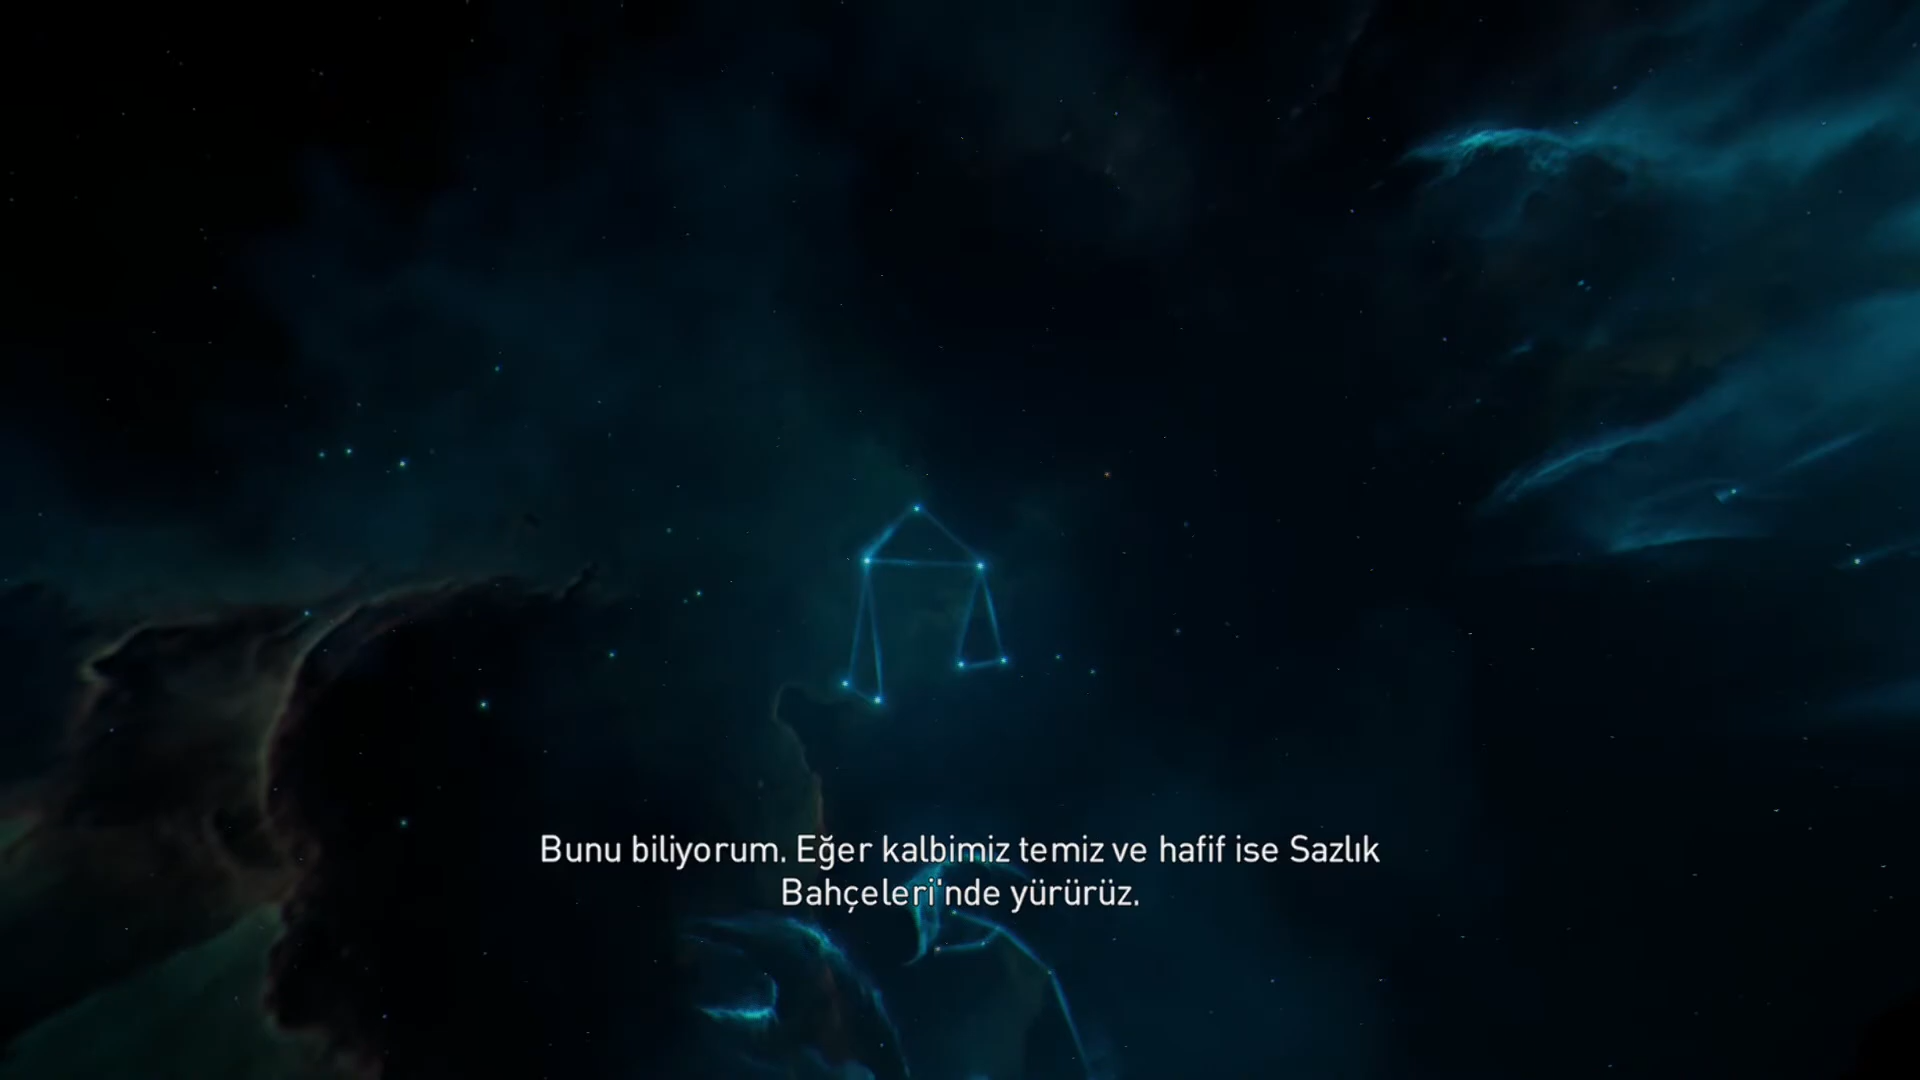 Bunu biliyorum. Eğer kalbimiz temiz ve hafif ise Sazlık
Bahçeleri'nde yürürüz.